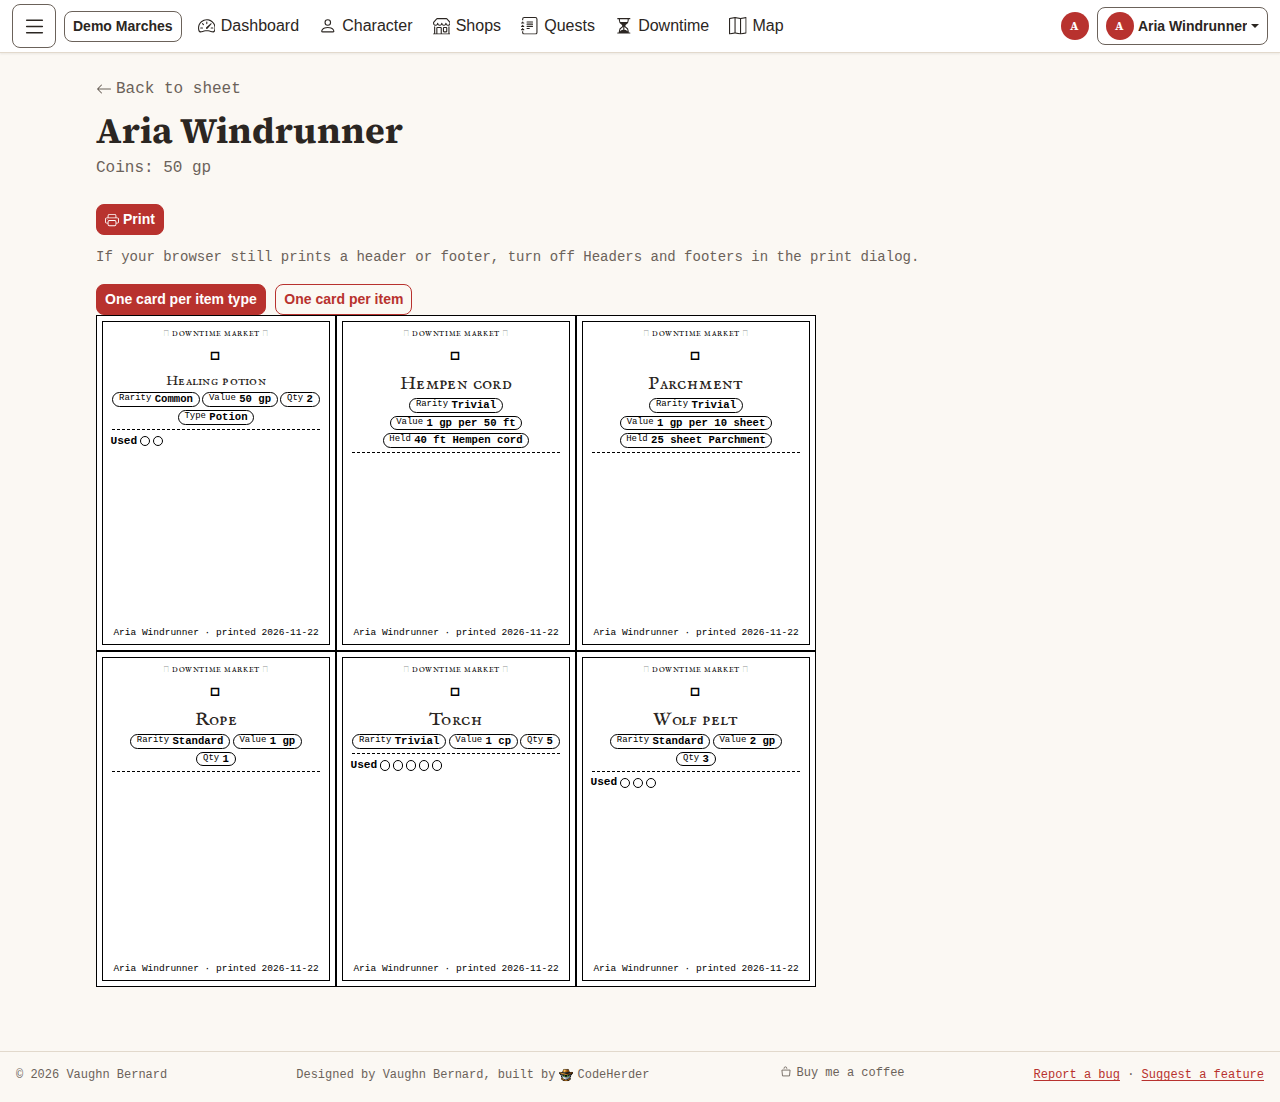 Demo Marches Dashboard Character Shops Quests Downtime Map A A Aria Windrunner
Back to sheet
Aria Windrunner
Coins: 50 gp
Print
If your browser still prints a header or footer, turn off Headers and footers in the print dialog.
One card per item type One card per item
DOWNTIME MARKET
Healing potion
Rarity Common Value 50 gp Qty 2
Type Potion
Used
Aria Windrunner · printed 2026-11-22
DOWNTIME MARKET
Hempen cord
Rarity Trivial
Value 1 gp per 50 ft
Held 40 ft Hempen cord
Aria Windrunner · printed 2026-11-22
DOWNTIME MARKET
Parchment
Rarity Trivial
Value 1 gp per 10 sheet
Held 25 sheet Parchment
Aria Windrunner · printed 2026-11-22
DOWNTIME MARKET
Rope
Rarity Standard Value 1 gp
Qty 1
Aria Windrunner · printed 2026-11-22
DOWNTIME MARKET
Torch
Rarity Trivial Value 1 cp Qty 5
Used
Aria Windrunner · printed 2026-11-22
DOWNTIME MARKET
Wolf pelt
Rarity Standard Value 2 gp
Qty 3
Used
Aria Windrunner · printed 2026-11-22
© 2026 Vaughn Bernard Designed by Vaughn Bernard, built by CodeHerder Buy me a coffee Report a bug · Suggest a feature